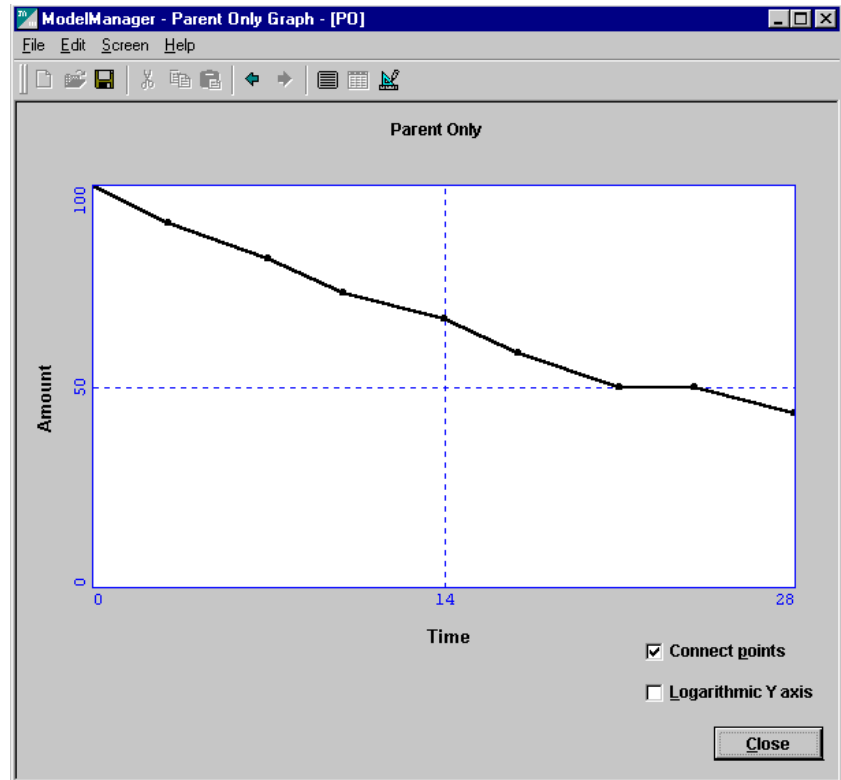 ModelManager - Parent Only Graph - [PO]
File Edit Screen Help
Parent Only
100
50
0
Amount
0 14 28
Time
Connect points
Logarithmic Y axis
Close